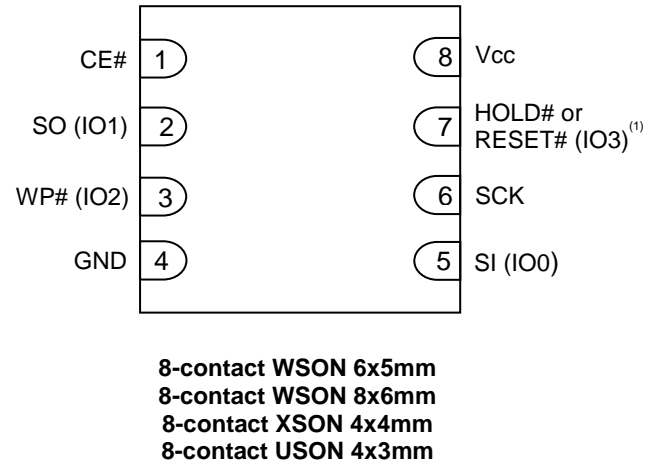 CE# 1
SO (IO1) 2
WP# (IO2) 3
GND 4
8 Vcc
7 HOLD# or
RESET# (IO3)(1)
6 SCK
5 SI (IO0)
8-contact WSON 6x5mm
8-contact WSON 8x6mm
8-contact XSON 4x4mm
8-contact USON 4x3mm